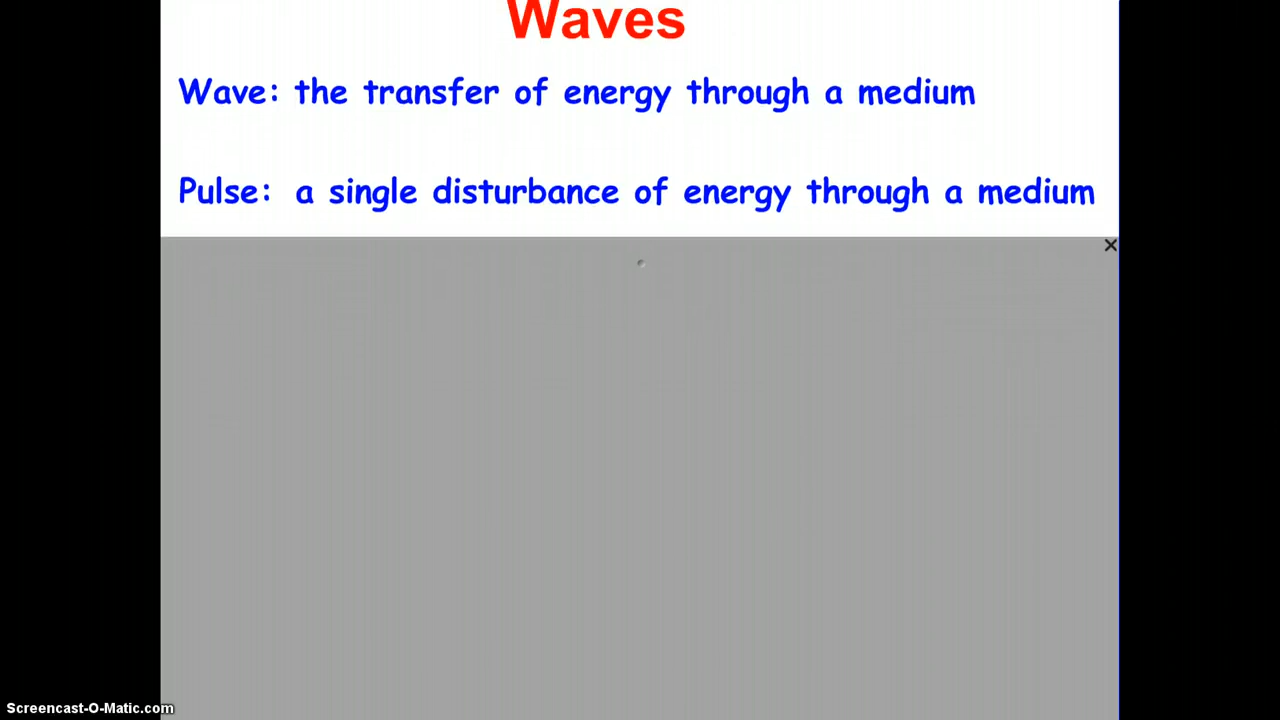 Waves
Wave: the transfer of energy through a medium
Pulse: a single disturbance of energy through a medium
Screencast-O-Matic.com